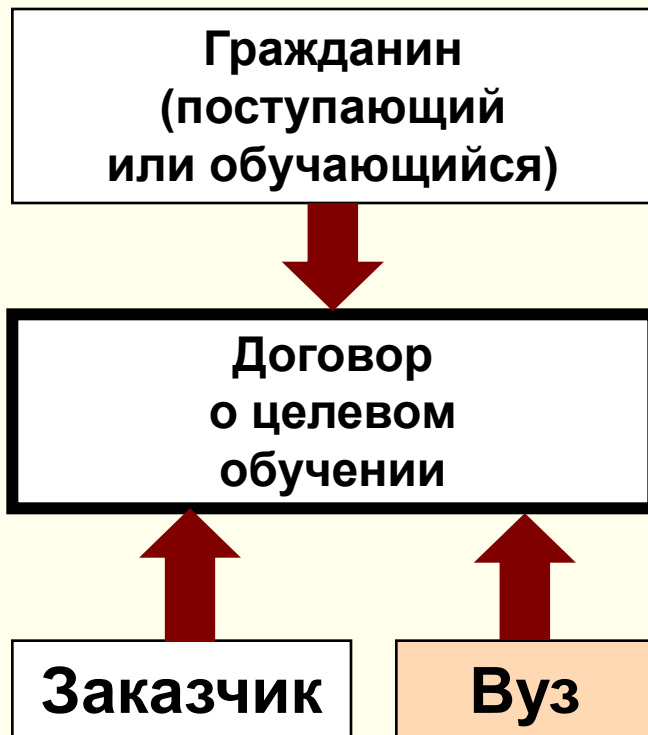 Гражданин
(поступающий
или обучающийся)
Договор
о целевом
обучении
Заказчик
Вуз